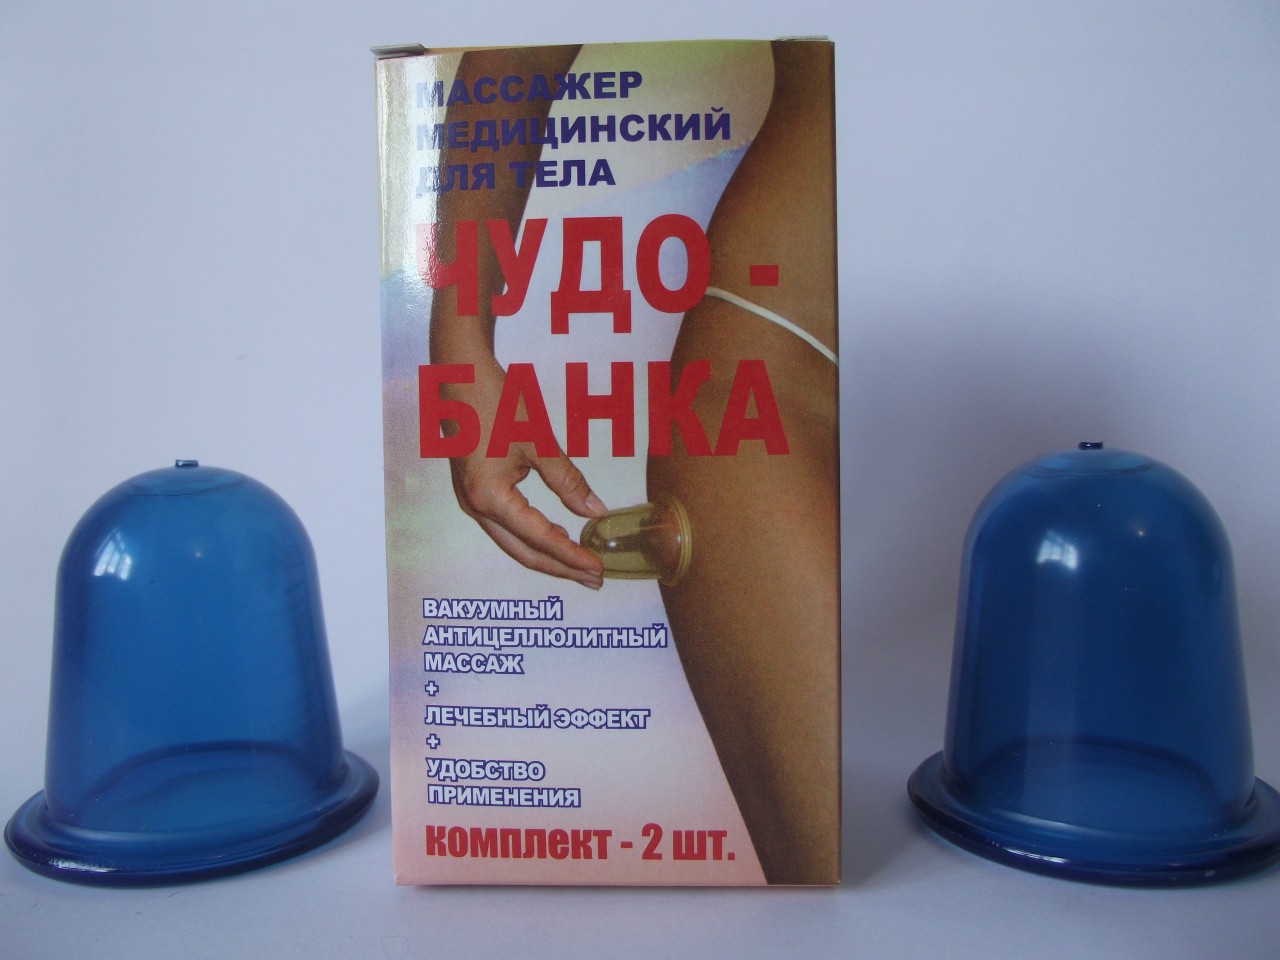 МАССАЖЕР
МЕДИЦИНСКИЙ
ДЛЯ ТЕЛА
ЧУДО -
БАНКА
ВАКУУМНЫЙ
АНТИЦЕЛЛЮЛИТНЫЙ
МАССАЖ
+
ЛЕЧЕБНЫЙ ЭФФЕКТ
+
УДОБСТВО
ПРИМЕНЕНИЯ
КОМПЛЕКТ - 2 ШТ.